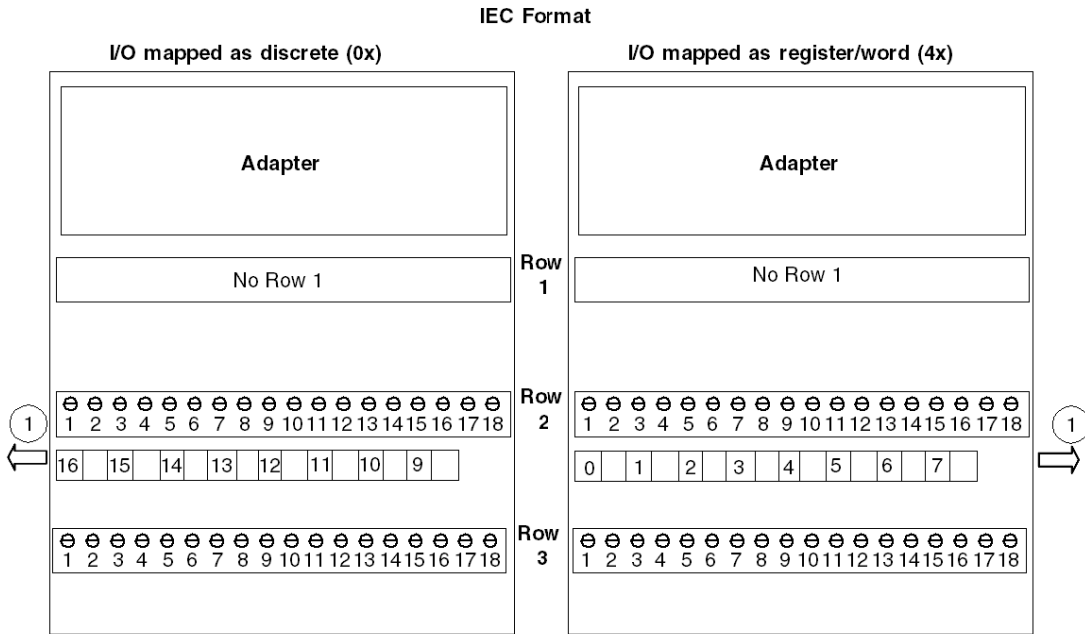 IEC Format
I/O mapped as discrete (0x)
I/O mapped as register/word (4x)
Adapter
Adapter
No Row 1
Row
1
No Row 1
1 2 3 4 5 6 7 8 9 10 11 12 13 14 15 16 17 18
Row
2
1 2 3 4 5 6 7 8 9 10 11 12 13 14 15 16 17 18
1
1
16 15 14 13 12 11 10 9
0 1 2 3 4 5 6 7
1 2 3 4 5 6 7 8 9 10 11 12 13 14 15 16 17 18
Row
3
1 2 3 4 5 6 7 8 9 10 11 12 13 14 15 16 17 18